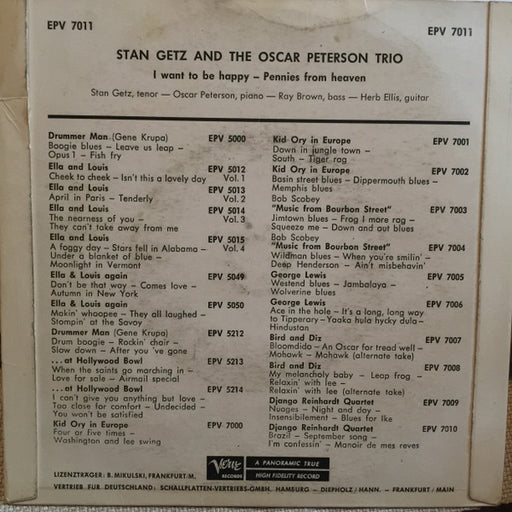 EPV 7011
EPV 7011
STAN GETZ AND THE OSCAR PETERSON TRIO
I want to be happy – Pennies from heaven
Stan Getz, tenor – Oscar Peterson, piano – Ray Brown, bass – Herb Ellis, guitar
Drummer Man (Gene Krupa) EPV 5000
Boogie blues – Leave us leap –
Opus 1 – Fish fry
Ella and Louis EPV 5012
Cheek to cheek – Isn't this a lovely day Vol. 1
Ella and Louis EPV 5013
April in Paris – Tenderly Vol. 2
Ella and Louis EPV 5014
The nearness of you – Vol. 3
They can't take away from me
Ella and Louis EPV 5015
A foggy day – Stars fell in Alabama – Vol. 4
Under a blanket of blue –
Moonlight in Vermont
Ella & Louis again EPV 5049
Don't be that way – Comes love –
Autumn in New York
Ella & Louis again EPV 5050
Makin' whoopee – They all laughed –
Stompin' at the Savoy
Drummer Man (Gene Krupa) EPV 5212
Drum boogie – Rockin' chair –
Slow down – After you 've gone
...at Hollywood Bowl EPV 5213
When the saints go marching in –
Love for sale – Airmail special
...at Hollywood Bowl EPV 5214
I can't give you anything but love –
Too close for comfort – Undecided –
You won't be satisfied
Kid Ory in Europe EPV 7000
Four or five times –
Washington and lee swing
Kid Ory in Europe EPV 7001
Down in jungle town –
South – Tiger rag
Kid Ory in Europe EPV 7002
Basin street blues – Dippermouth blues –
Memphis blues
Bob Scobey
"Music from Bourbon Street" EPV 7003
Jimtown blues – Frog I more rag –
Squeeze me – Down and out blues
Bob Scobey
"Music from Bourbon Street" EPV 7004
Wildman blues – When you're smilin' –
Deep Henderson – Ain't misbehavin'
George Lewis EPV 7005
Westend blues – Jambalaya –
Wolverine blues
George Lewis EPV 7006
Ace in the hole – It's a long, long way
to Tipperary – Yaaka hula hycky dula –
Hindustan
Bird and Diz EPV 7007
Bloomdido – An Oscar for tread well –
Mohawk – Mohawk (alternate take)
Bird and Diz EPV 7008
My melancholy baby – Leap frog –
Relaxin' with lee –
Relaxin' with lee (alternate take)
Django Reinhardt Quartet EPV 7009
Nuages – Night and day –
Insensibilement – Blues for Ike
Django Reinhardt Quartet EPV 7010
Brazil – September song –
I'm confessin' – Manoir de mes reves
LIZENZTRÄGER: B. MIKULSKI, FRANKFURT/M.
Verve
RECORDS
A PANORAMIC TRUE
HIGH FIDELITY RECORD
VERTRIEB FUR DEUTSCHLAND: SCHALLPLATTEN-VERTRIEBS-GMBH. HAMBURG – DIEPHOLZ / HANN. – FRANKFURT / MAIN